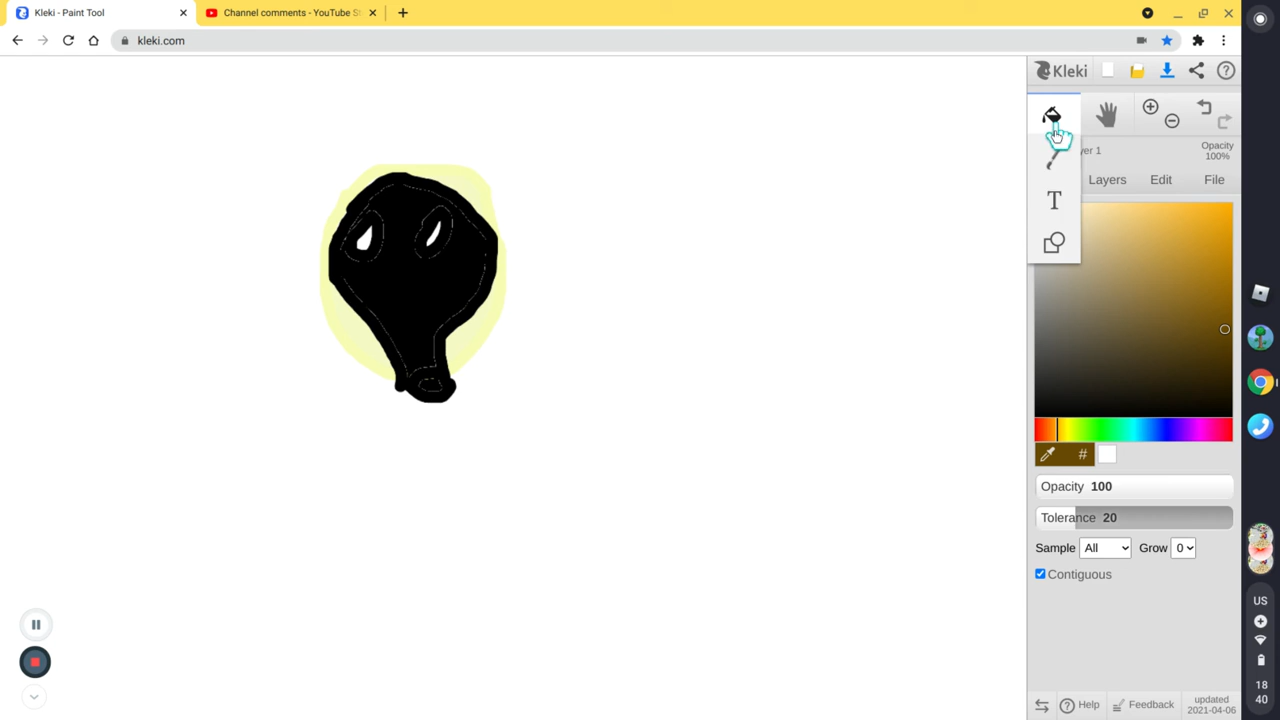 Kleki - Paint Tool
Channel comments - YouTube St
kleki.com
Kleki
yer 1
Opacity
100%
Layers
Edit
File
T
#
Opacity 100
Tolerance 20
Sample All Grow 0
Contiguous
Help
Feedback
updated
2021-04-06
US
18
40